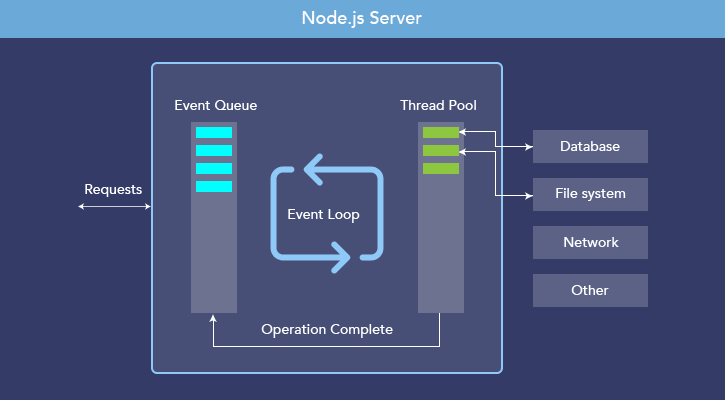 Node.js Server
Event Queue
Thread Pool
Requests
Event Loop
Database
File system
Network
Other
Operation Complete